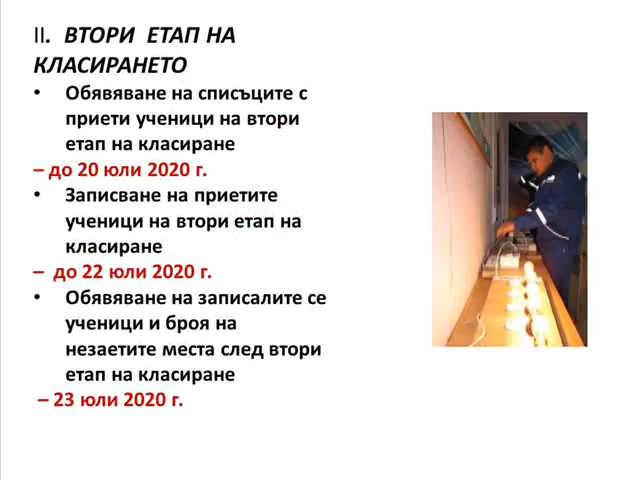 II. ВТОРИ ЕТАП НА
КЛАСИРАНЕТО
• Обявяване на списъците с
приети ученици на втори
етап на класиране
– до 20 юли 2020 г.
• Записване на приетите
ученици на втори етап на
класиране
– до 22 юли 2020 г.
• Обявяване на записалите се
ученици и броя на
незаетите места след втори
етап на класиране
– 23 юли 2020 г.